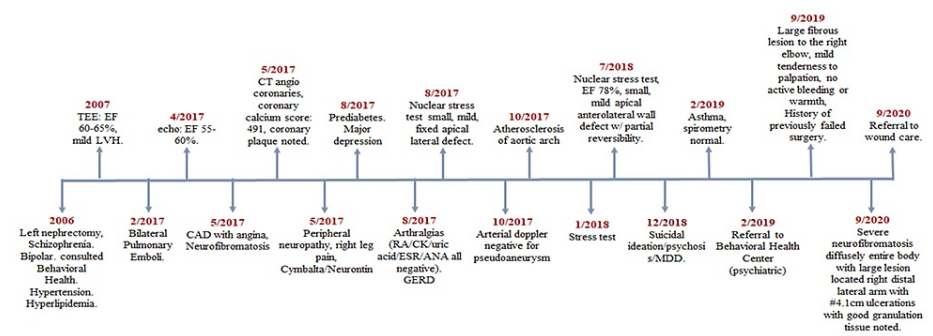 2007
TEE: EF
60-65%,
mild LVH.
4/2017
echo: EF 55-
60%.
5/2017
CT angio
coronaries,
coronary
calcium score:
491, coronary
plaque noted.
8/2017
Prediabetes.
Major
depression
8/2017
Nuclear stress
test small, mild,
fixed apical
lateral defect.
10/2017
Atherosclerosis
of aortic arch
7/2018
Nuclear stress test,
EF 78%, small,
mild apical
anterolateral wall
defect w/ partial
reversibility.
2/2019
Asthma,
spirometry
normal.
9/2019
Large fibrous
lesion to the right
elbow, mild
tenderness to
palpation, no
active bleeding or
warmth,
History of
previously failed
surgery.
9/2020
Referral to
wound care.
2006
Left nephrectomy,
Schizophrenia.
Bipolar. consulted
Behavioral
Health.
Hypertension.
Hyperlipidemia.
2/2017
Bilateral
Pulmonary
Emboli.
5/2017
CAD with angina,
Neurofibromatosis
5/2017
Peripheral
neuropathy, right leg
pain,
Cymbalta/Neurontin
8/2017
Arthralgias
(RA/CK/uric
acid/ESR/ANA all
negative).
GERD
10/2017
Arterial doppler
negative for
pseudoaneurysm
1/2018
Stress test
12/2018
Suicidal
ideation/psychosi
s/MDD.
2/2019
Referral to
Behavioral Health
Center
(psychiatric)
9/2020
Severe
neurofibromatosis
diffusely entire body
with large lesion
located right distal
lateral arm with
#4.1cm ulcerations
with good granulation
tissue noted.